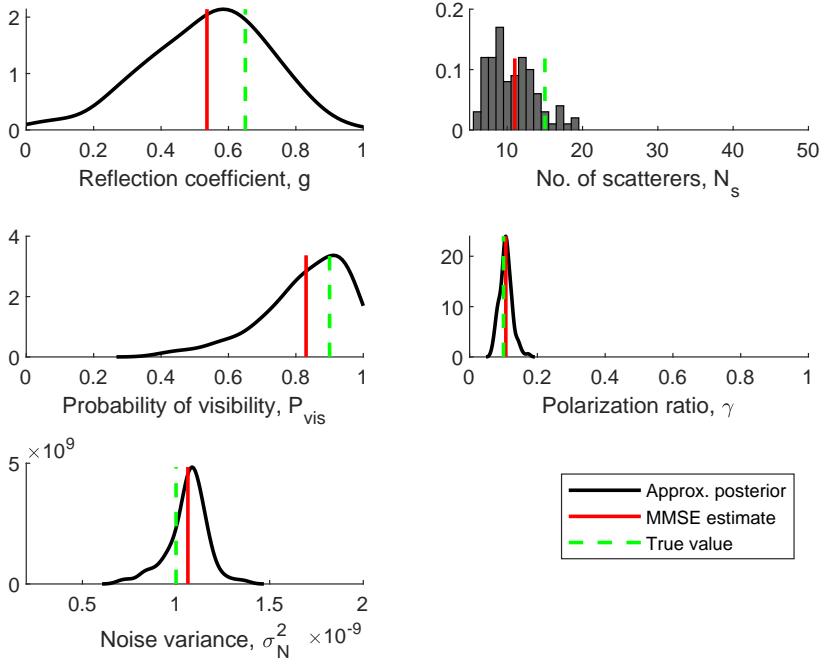 2
1
0
0 0.2 0.4 0.6 0.8 1
Reflection coefficient, g
0.2
0.1
0
10 20 30 40 50
No. of scatterers, N_s
4
2
0
0 0.2 0.4 0.6 0.8 1
Probability of visibility, P_vis
20
10
0
0 0.2 0.4 0.6 0.8 1
Polarization ratio, γ
×10^9
5
0
0.5 1 1.5 2
Noise variance, σ_N^2 ×10^-9
Approx. posterior
MMSE estimate
True value